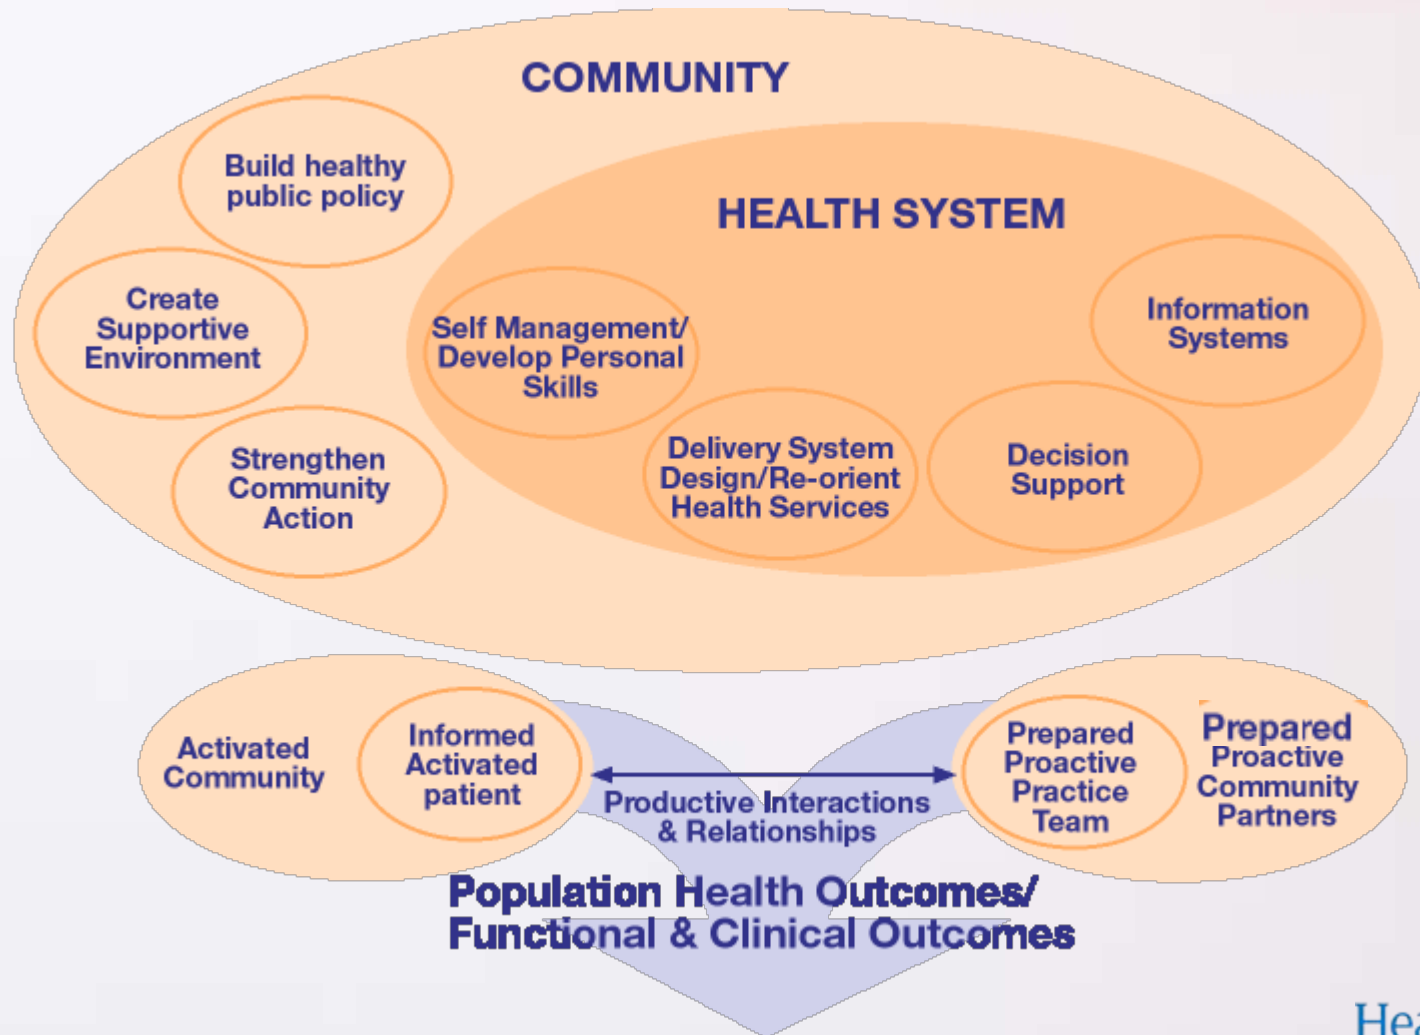 COMMUNITY
Build healthy
public policy
HEALTH SYSTEM
Create
Supportive
Environment
Self Management/
Develop Personal
Skills
Information
Systems
Strengthen
Community
Action
Delivery System
Design/Re-orient
Health Services
Decision
Support
Activated
Community
Informed
Activated
patient
Productive Interactions
& Relationships
Prepared
Proactive
Practice
Team
Prepared
Proactive
Community
Partners
Population Health Outcomes/
Functional & Clinical Outcomes
Hea